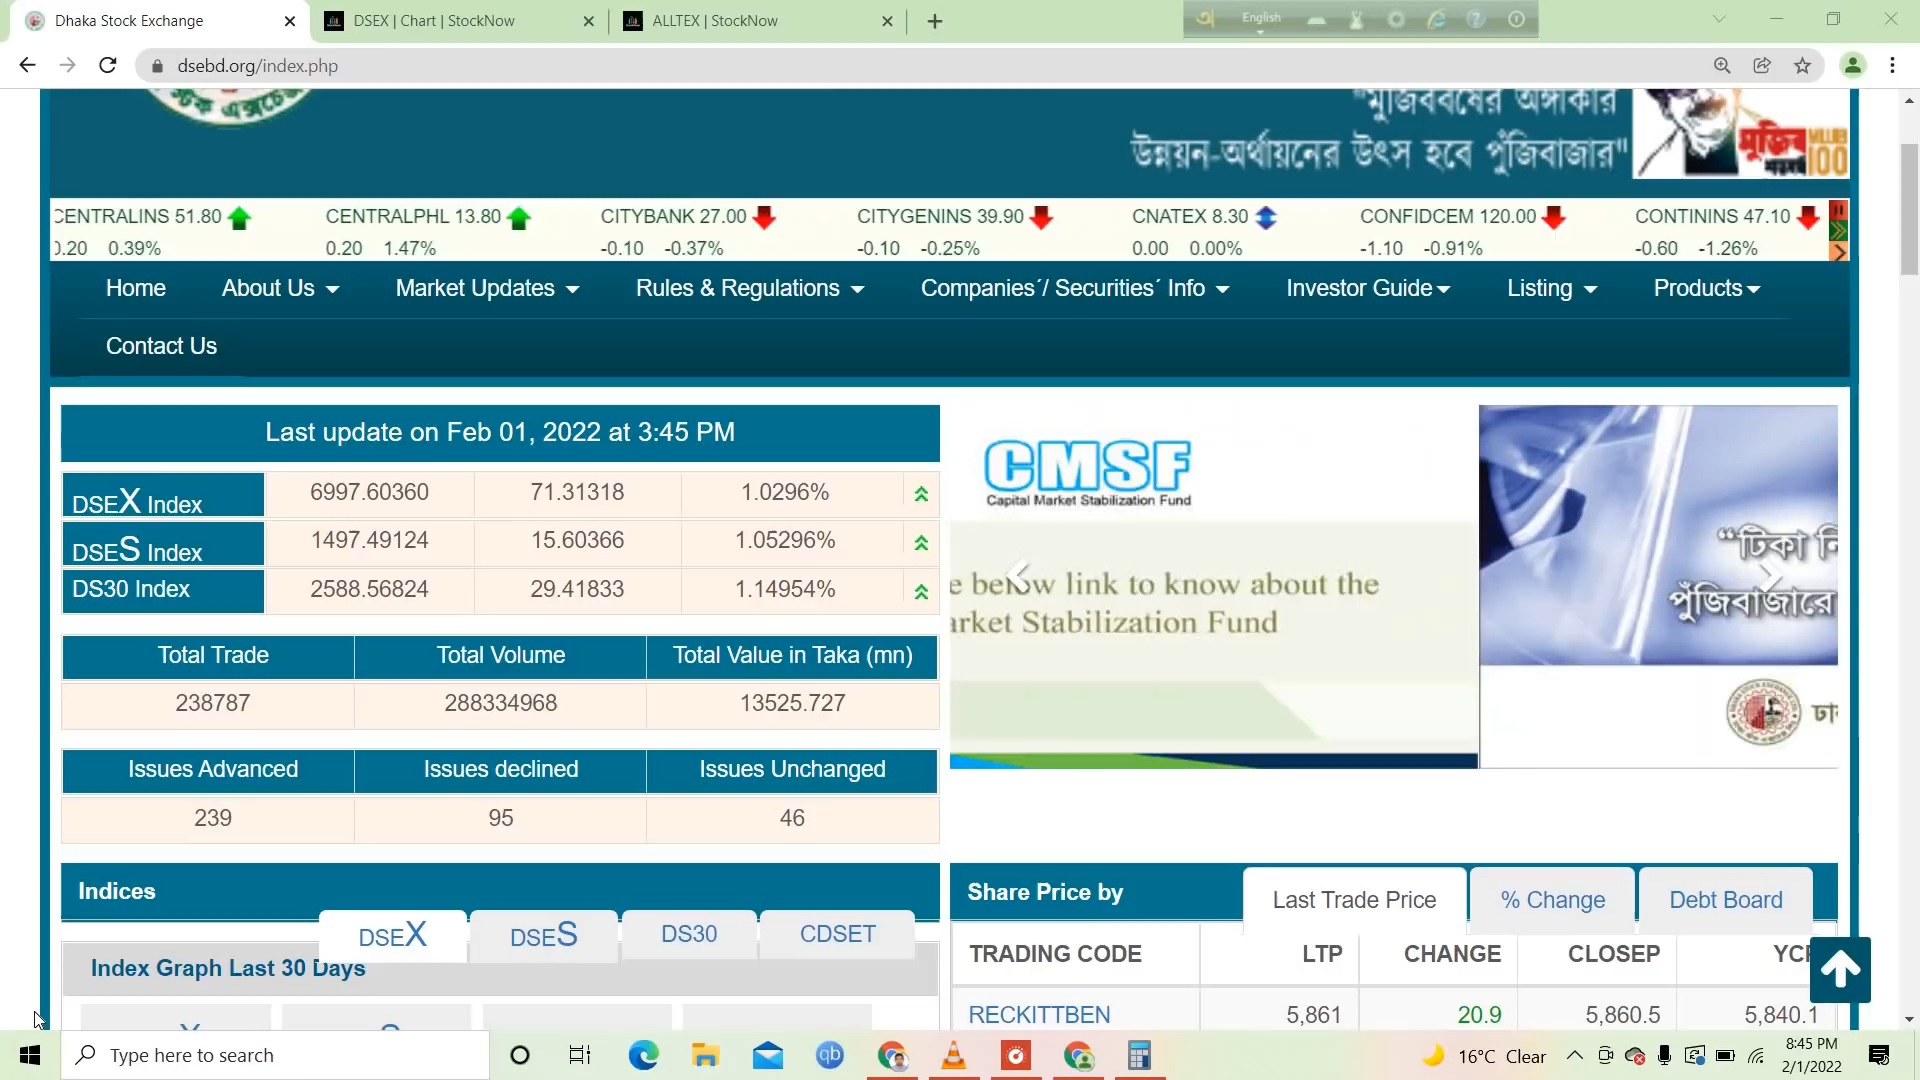 Dhaka Stock Exchange
DSEX | Chart | StockNow
ALLTEX | StockNow
English
dsebd.org/index.php
"মুজিববর্ষের অঙ্গীকার
উন্নয়ন-অর্থায়নের উৎস হবে পুঁজিবাজার"
মুজিব
100
CENTRALINS 51.80
CENTRALPHL 13.80
CITYBANK 27.00
CITYGENINS 39.90
CNATEX 8.30
CONFIDCEM 120.00
CONTININS 47.10
0.20 0.39%
0.20 1.47%
-0.10 -0.37%
-0.10 -0.25%
0.00 0.00%
-1.10 -0.91%
-0.60 -1.26%
Home
About Us
Market Updates
Rules & Regulations
Companies´/ Securities´ Info
Investor Guide
Listing
Products
Contact Us
Last update on Feb 01, 2022 at 3:45 PM
DSEX Index 6997.60360 71.31318 1.0296%
DSES Index 1497.49124 15.60366 1.05296%
DS30 Index 2588.56824 29.41833 1.14954%
Total Trade Total Volume Total Value in Taka (mn)
238787 288334968 13525.727
Issues Advanced Issues declined Issues Unchanged
239 95 46
CMSF
Capital Market Stabilization Fund
e below link to know about the
arket Stabilization Fund
"টিকা নি
পুঁজিবাজারে
ঢা
Indices
DSEX DSES DS30 CDSET
Index Graph Last 30 Days
Share Price by
Last Trade Price % Change Debt Board
TRADING CODE LTP CHANGE CLOSEP YCP
RECKITTBEN 5,861 20.9 5,860.5 5,840.1
Type here to search
qb
16°C Clear
8:45 PM
2/1/2022